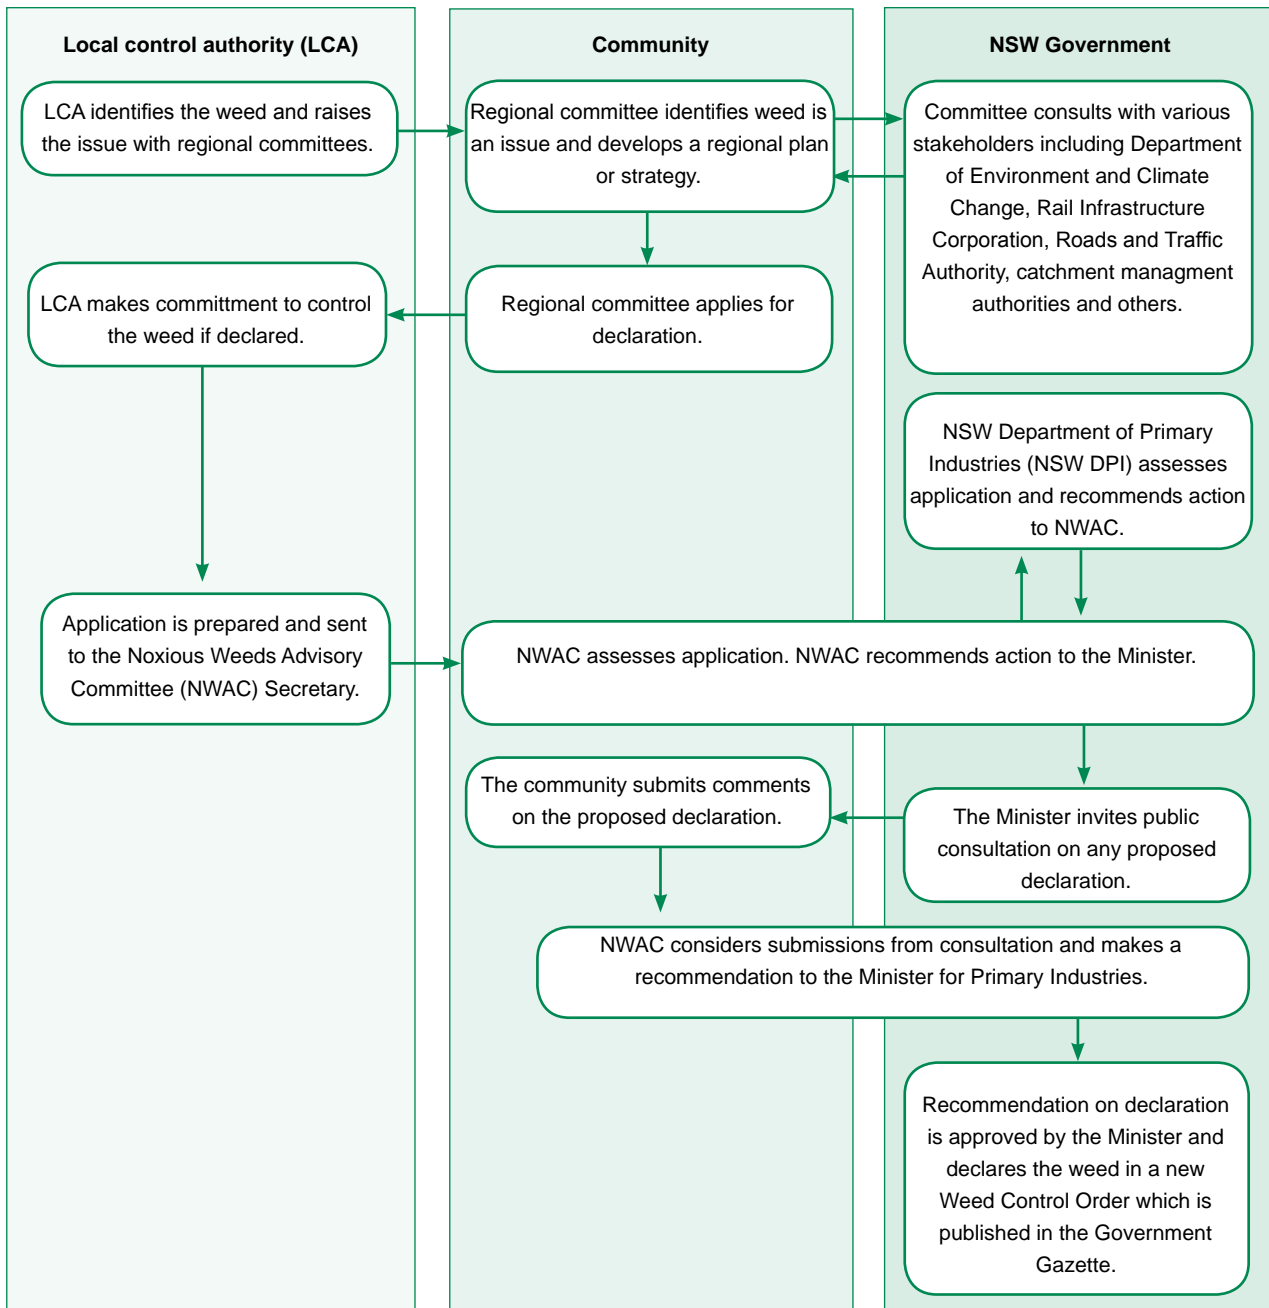 Local control authority (LCA)
Community
NSW Government
LCA identifies the weed and raises
the issue with regional committees.
Regional committee identifies weed is
an issue and develops a regional plan
or strategy.
Committee consults with various
stakeholders including Department
of Environment and Climate
Change, Rail Infrastructure
Corporation, Roads and Traffic
Authority, catchment managment
authorities and others.
LCA makes committment to control
the weed if declared.
Regional committee applies for
declaration.
NSW Department of Primary
Industries (NSW DPI) assesses
application and recommends action
to NWAC.
Application is prepared and sent
to the Noxious Weeds Advisory
Committee (NWAC) Secretary.
NWAC assesses application. NWAC recommends action to the Minister.
The community submits comments
on the proposed declaration.
The Minister invites public
consultation on any proposed
declaration.
NWAC considers submissions from consultation and makes a
recommendation to the Minister for Primary Industries.
Recommendation on declaration
is approved by the Minister and
declares the weed in a new
Weed Control Order which is
published in the Government
Gazette.